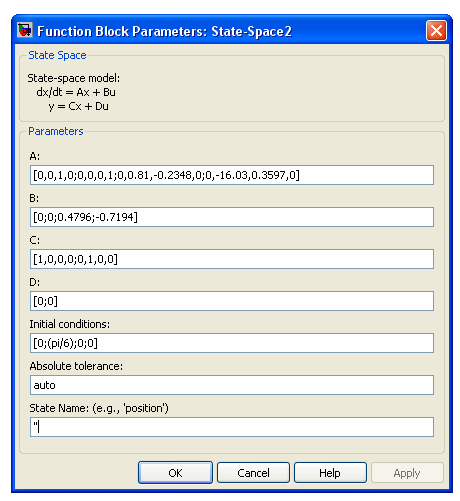 Function Block Parameters: State-Space2
State Space
State-space model:
dx/dt = Ax + Bu
y = Cx + Du
Parameters
A:
[0,0,1,0;0,0,0,1;0,0.81,-0.2348,0;0,-16.03,0.3597,0]
B:
[0;0;0.4796;-0.7194]
C:
[1,0,0,0;0,1,0,0]
D:
[0;0]
Initial conditions:
[0;(pi/6);0;0]
Absolute tolerance:
auto
State Name: (e.g., 'position')
''
OK Cancel Help Apply